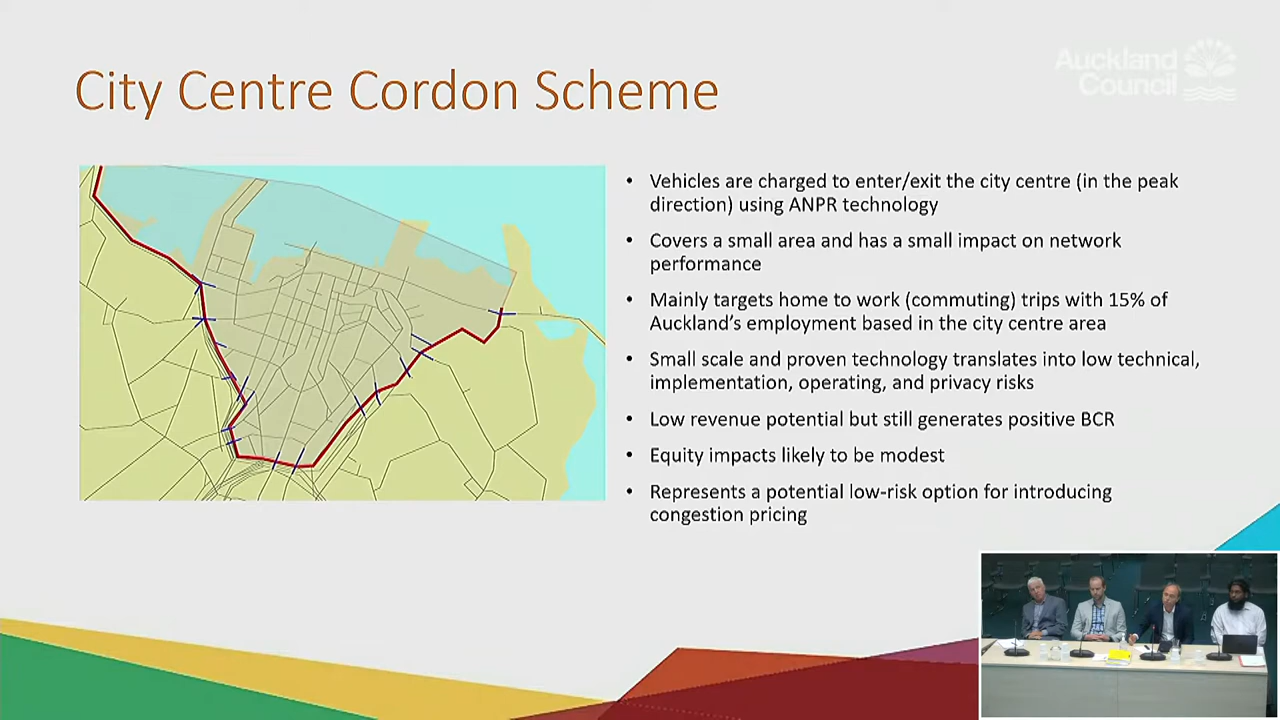 City Centre Cordon Scheme
Auckland
Council
• Vehicles are charged to enter/exit the city centre (in the peak
direction) using ANPR technology
• Covers a small area and has a small impact on network
performance
• Mainly targets home to work (commuting) trips with 15% of
Auckland's employment based in the city centre area
• Small scale and proven technology translates into low technical,
implementation, operating, and privacy risks
• Low revenue potential but still generates positive BCR
• Equity impacts likely to be modest
• Represents a potential low-risk option for introducing
congestion pricing